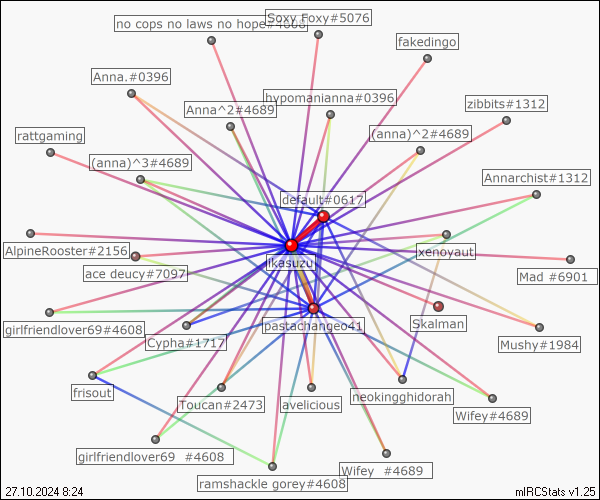 no cops no laws no hope#4608
Soxy Foxy#5076
fakedingo
Anna.#0396
hypomanianna#0396
zibbits#1312
Anna^2#4689
rattgaming
(anna)^2#4689
(anna)^3#4689
Annarchist#1312
default#0617
AlpineRooster#2156
xenoyaut
ikasuzu
ace deucy#7097
Mad #6901
girlfriendlover69#4608
pastachangeo41
Skalman
Cypha#1717
Mushy#1984
frisout
Toucan#2473
avelicious
neokingghidorah
Wifey#4689
girlfriendlover69 #4608
Wifey #4689
ramshackle gorey#4608
27.10.2024 8:24
mIRCStats v1.25